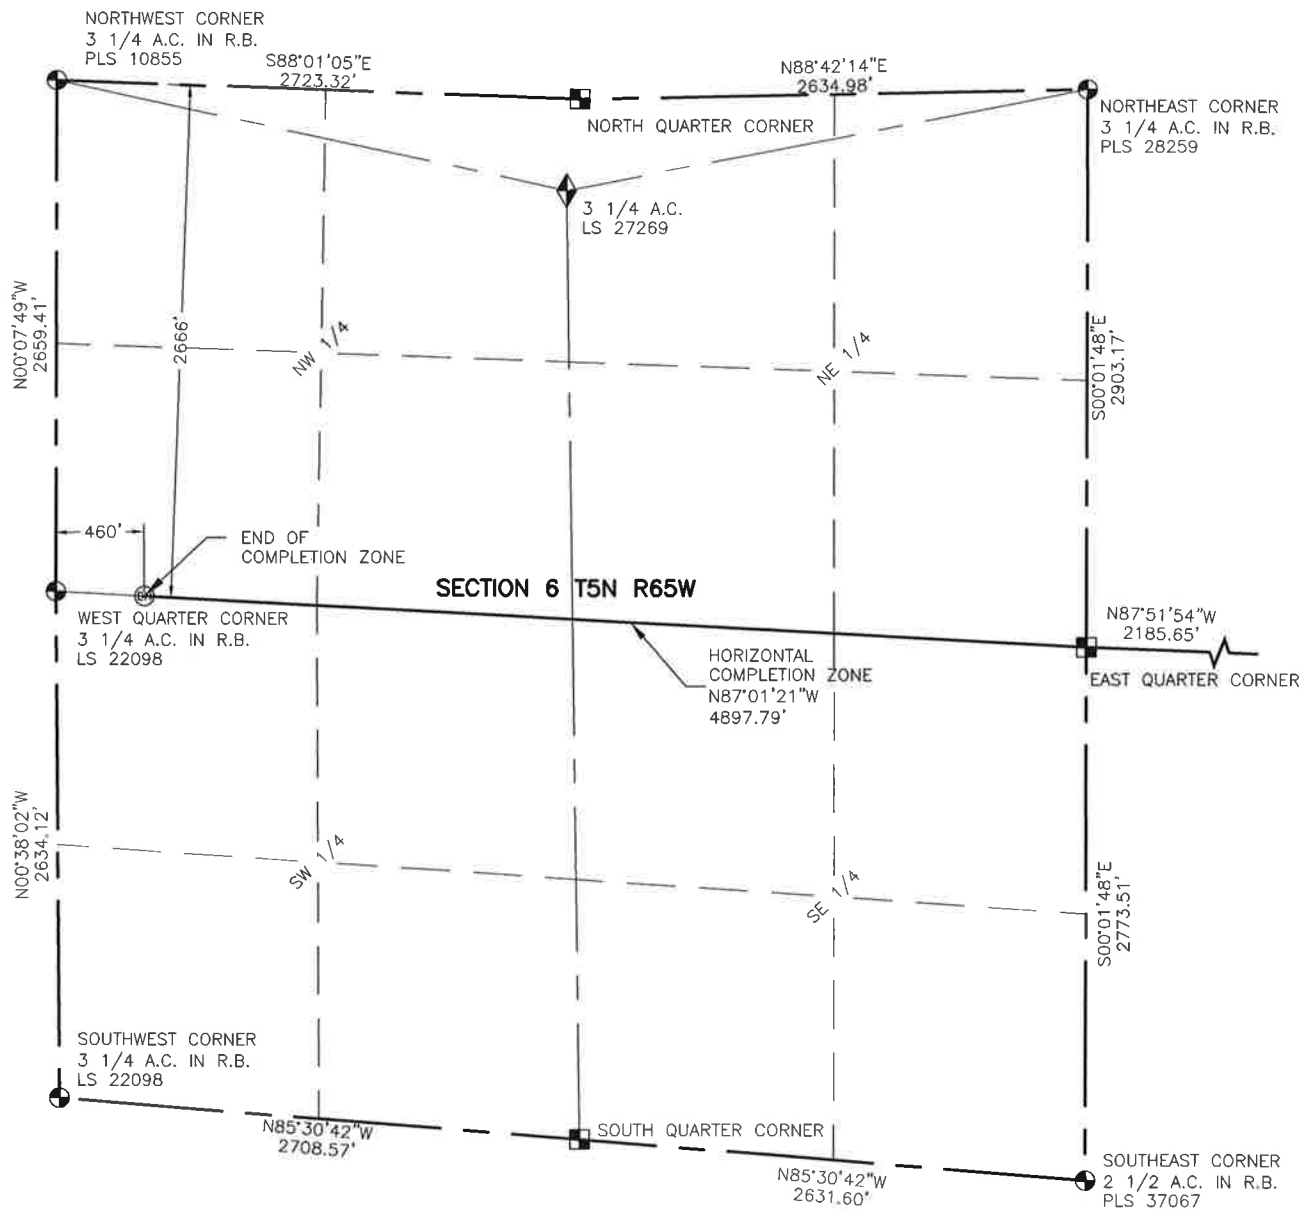 NORTHWEST CORNER
3 1/4 A.C. IN R.B.
PLS 10855
S88°01'05"E
2723.32'
N88°42'14"E
2634.98'
NORTH QUARTER CORNER
NORTHEAST CORNER
3 1/4 A.C. IN R.B.
PLS 28259
3 1/4 A.C.
LS 27269
N00°07'49"W
2659.41'
2666'
NW 1/4
NE 1/4
S00°01'48"E
2903.17'
460'
END OF
COMPLETION ZONE
SECTION 6 T5N R65W
WEST QUARTER CORNER
3 1/4 A.C. IN R.B.
LS 22098
N87°51'54"W
2185.65'
HORIZONTAL
COMPLETION ZONE
N87°01'21"W
4897.79'
EAST QUARTER CORNER
N00°38'02"W
2634.12'
SW 1/4
SE 1/4
S00°01'48"E
2773.51'
SOUTHWEST CORNER
3 1/4 A.C. IN R.B.
LS 22098
N85°30'42"W
2708.57'
SOUTH QUARTER CORNER
N85°30'42"W
2631.60'
SOUTHEAST CORNER
2 1/2 A.C. IN R.B.
PLS 37067